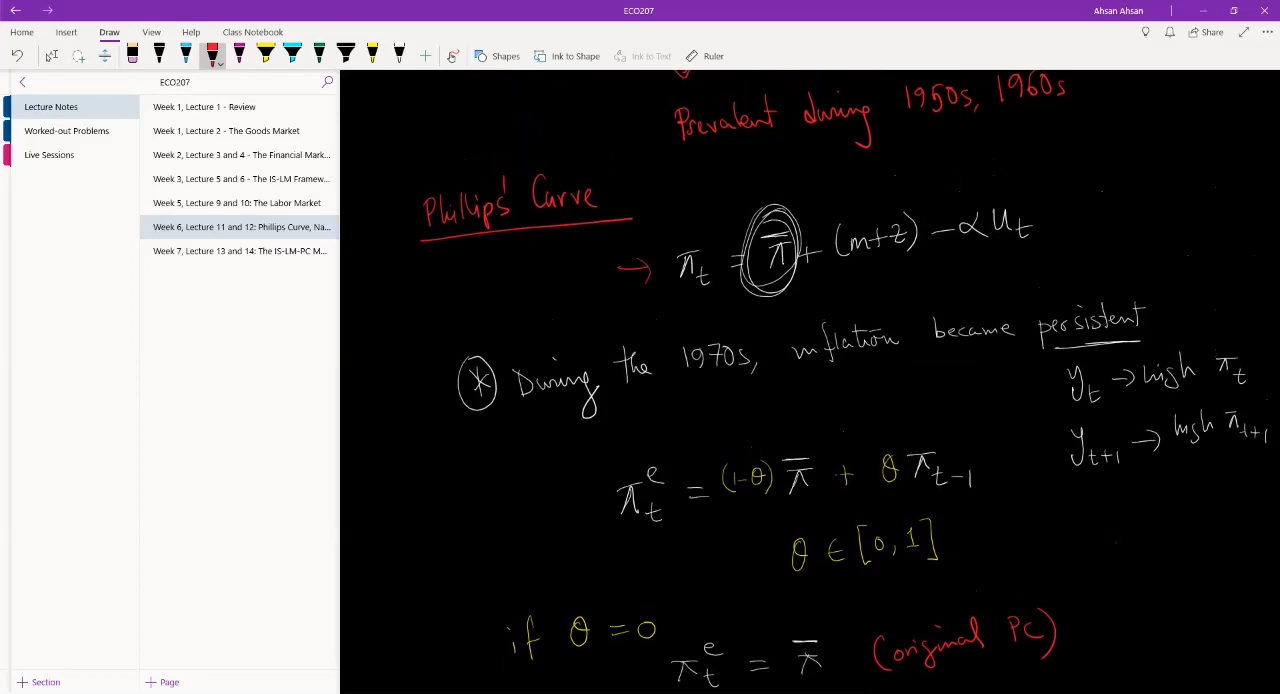 ECO207
Ahsan Ahsan
Home Insert Draw View Help Class Notebook
Share
Shapes Ink to Shape Ink to Text Ruler
ECO207
Lecture Notes
Worked-out Problems
Live Sessions
Week 1, Lecture 1 - Review
Week 1, Lecture 2 - The Goods Market
Week 2, Lecture 3 and 4 - The Financial Mark...
Week 3, Lecture 5 and 6 - The IS-LM Framew...
Week 5, Lecture 9 and 10: The Labor Market
Week 6, Lecture 11 and 12: Phillips Curve, Na...
Week 7, Lecture 13 and 14: The IS-LM-PC M...
+ Section
+ Page
Prevalent during 1950s, 1960s
Phillips' Curve
→ π_t = π̅ + (m+z) - αu_t
* During the 1970s, inflation became persistent
y_t → high π_t
y_{t+1} → high π_{t+1}
π_t^e = (1-θ) π̅ + θ π_{t-1}
θ ∈ [0, 1]
if θ = 0
π_t^e = π̅ (original PC)